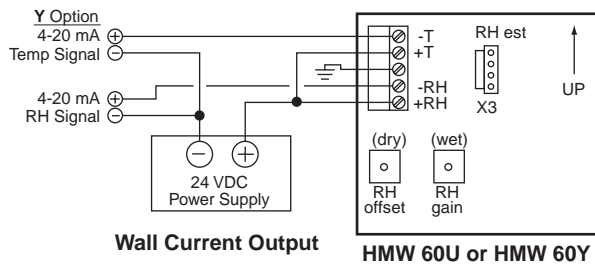 Y Option
4-20 mA +
Temp Signal −
4-20 mA +
RH Signal −
− +
24 VDC
Power Supply
Wall Current Output
-T
+T
-RH
+RH
RH est
X3
UP
(dry)
RH
offset
(wet)
RH
gain
HMW 60U or HMW 60Y